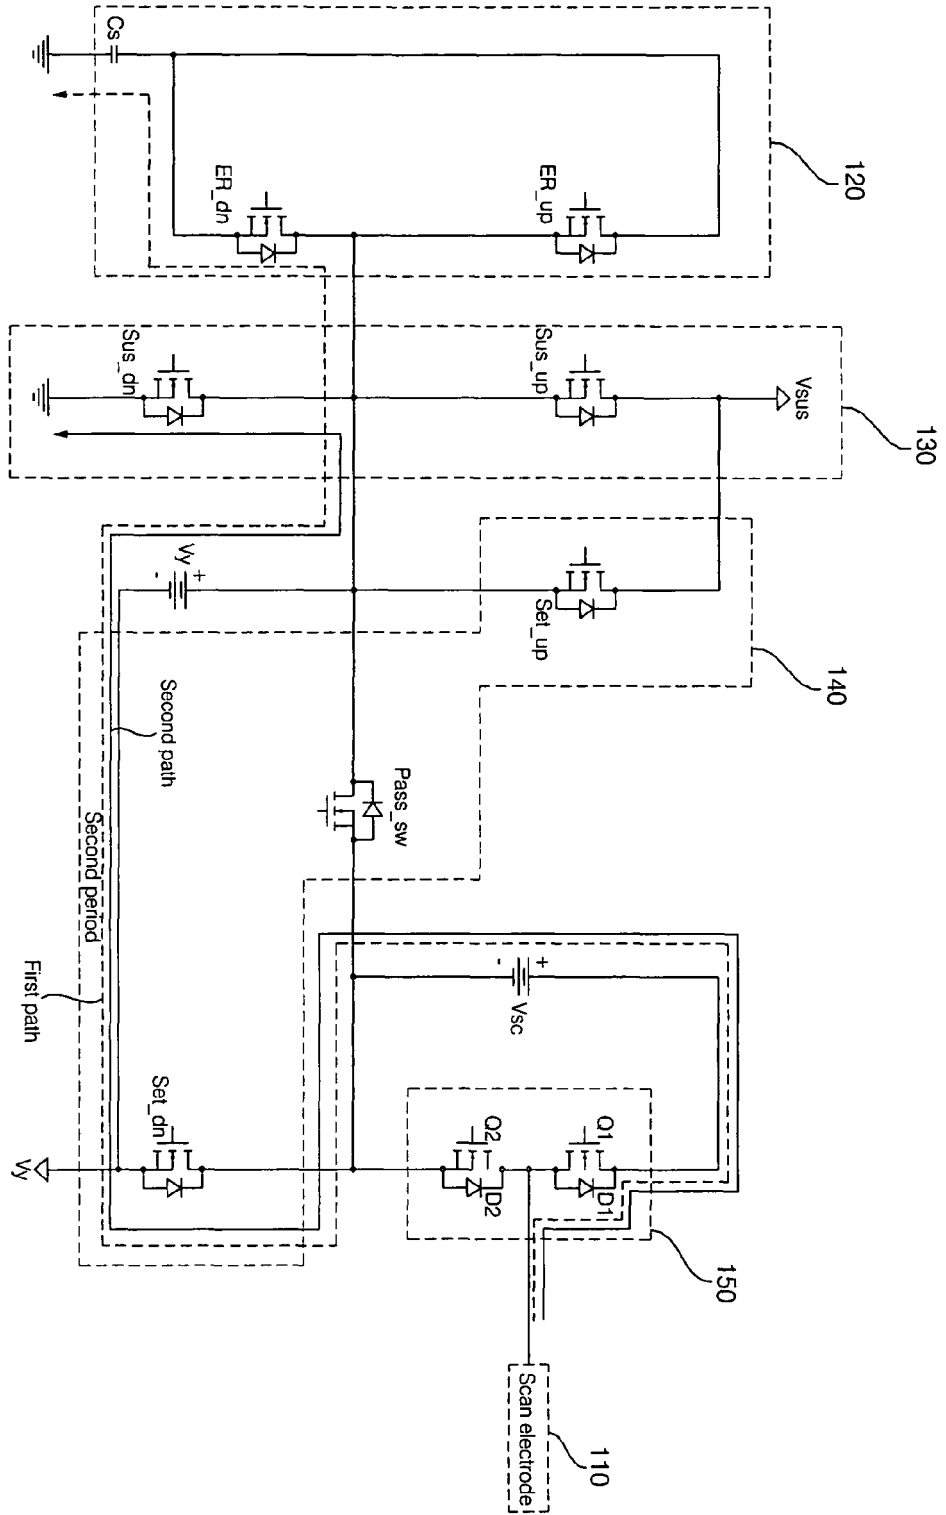 120
Cs
ER_dn
ER_up
130
Sus_dn
Sus_up
Vsus
140
Vy
+
-
Set_up
Second path
Second period
First path
Pass_sw
+
-
Vsc
Set_dn
Vy
150
Q1
D1
Q2
D2
110
Scan electrode